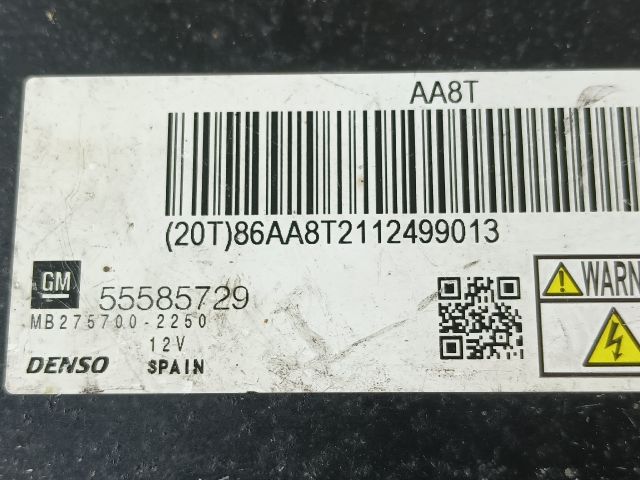 AA8T
(20T)86AA8T2112499013
GM 55585729
MB275700-2250
12V
DENSO SPAIN
WARN